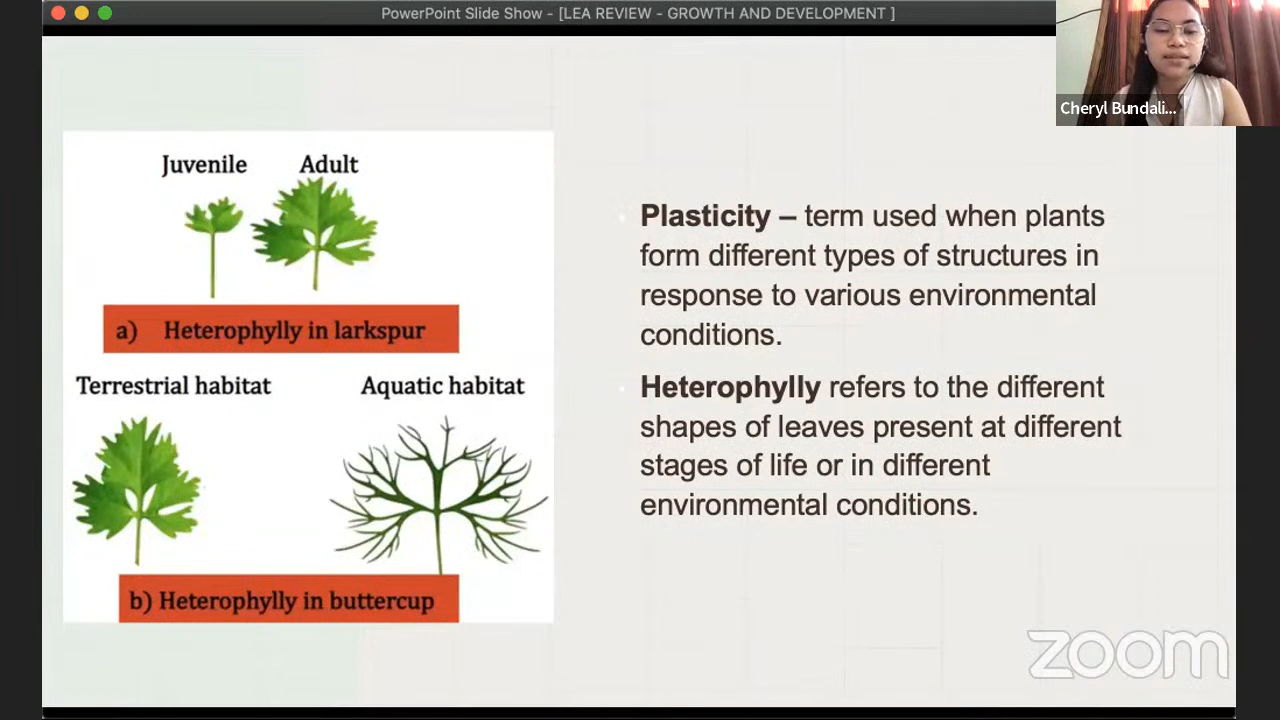 PowerPoint Slide Show - [LEA REVIEW - GROWTH AND DEVELOPMENT ]
Cheryl Bundali...
Juvenile Adult
a) Heterophylly in larkspur
Terrestrial habitat Aquatic habitat
b) Heterophylly in buttercup
Plasticity – term used when plants
form different types of structures in
response to various environmental
conditions.
Heterophylly refers to the different
shapes of leaves present at different
stages of life or in different
environmental conditions.
zoom